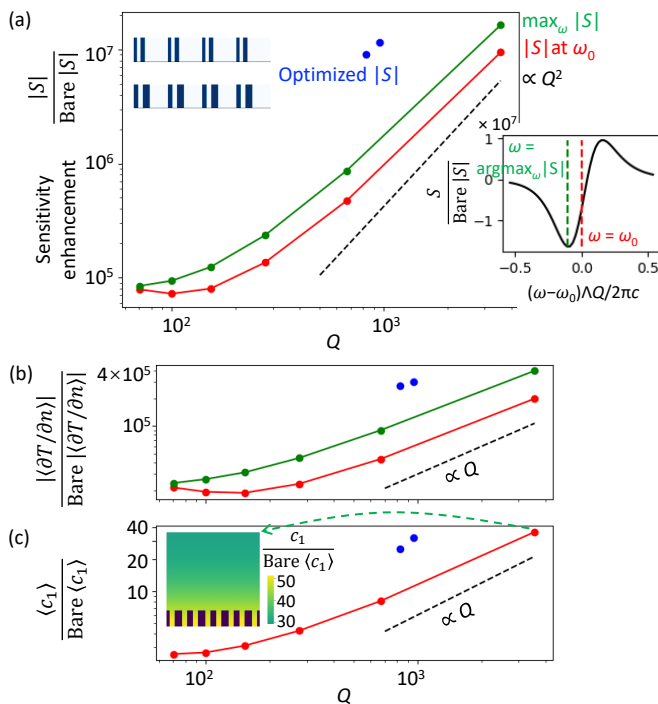 (a)
max_ω |S|
|S| at ω₀
∝ Q²
Optimized |S|
10⁷
10⁶
10⁵
|S|
Bare |S|
Sensitivity
enhancement
10²
10³
Q
× 10⁷
1
0
−1
S
Bare |S|
ω =
argmax_ω|S|
ω = ω₀
−0.5
0.0
0.5
(ω−ω₀)ΛQ/2πc
(b)
4×10⁵
10⁵
|⟨∂T/∂n⟩|
Bare |⟨∂T/∂n⟩|
∝ Q
(c)
40
20
10
⟨c₁⟩
Bare ⟨c₁⟩
c₁
Bare ⟨c₁⟩
50
40
30
∝ Q
10²
10³
Q